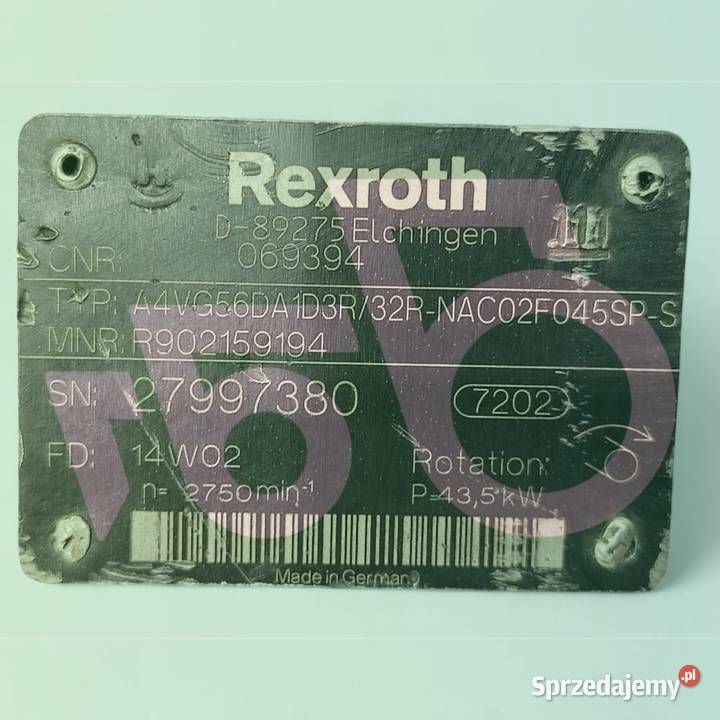 Rexroth
D-89275 Elchingen
CNR: 069394
TYP: A4VG56DA1D3R/32R-NAC02F045SP-S
MNR: R902159194
SN: 27997380 7202
FD: 14W02 Rotation:
n= 2750min-¹ P=43,5kW
Made in Germany
Sprzedajemy.pl